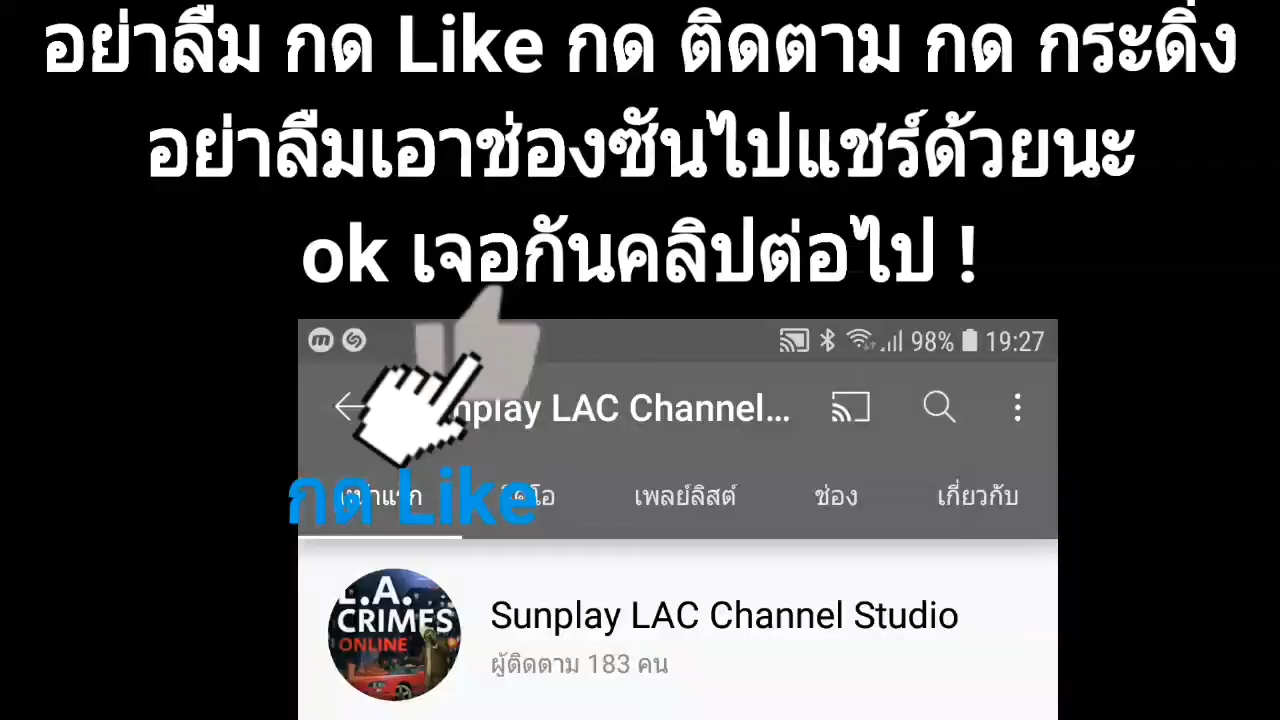 อย่าลืม กด Like กด ติดตาม กด กระดิ่ง
อย่าลืมเอาช่องซันไปแชร์ด้วยนะ
ok เจอกันคลิปต่อไป !
98% 19:27
LAC Channel...
กด Like
เพลย์ลิสต์ ช่อง เกี่ยวกับ
L.A.
CRIMES
ONLINE
Sunplay LAC Channel Studio
ผู้ติดตาม 183 คน